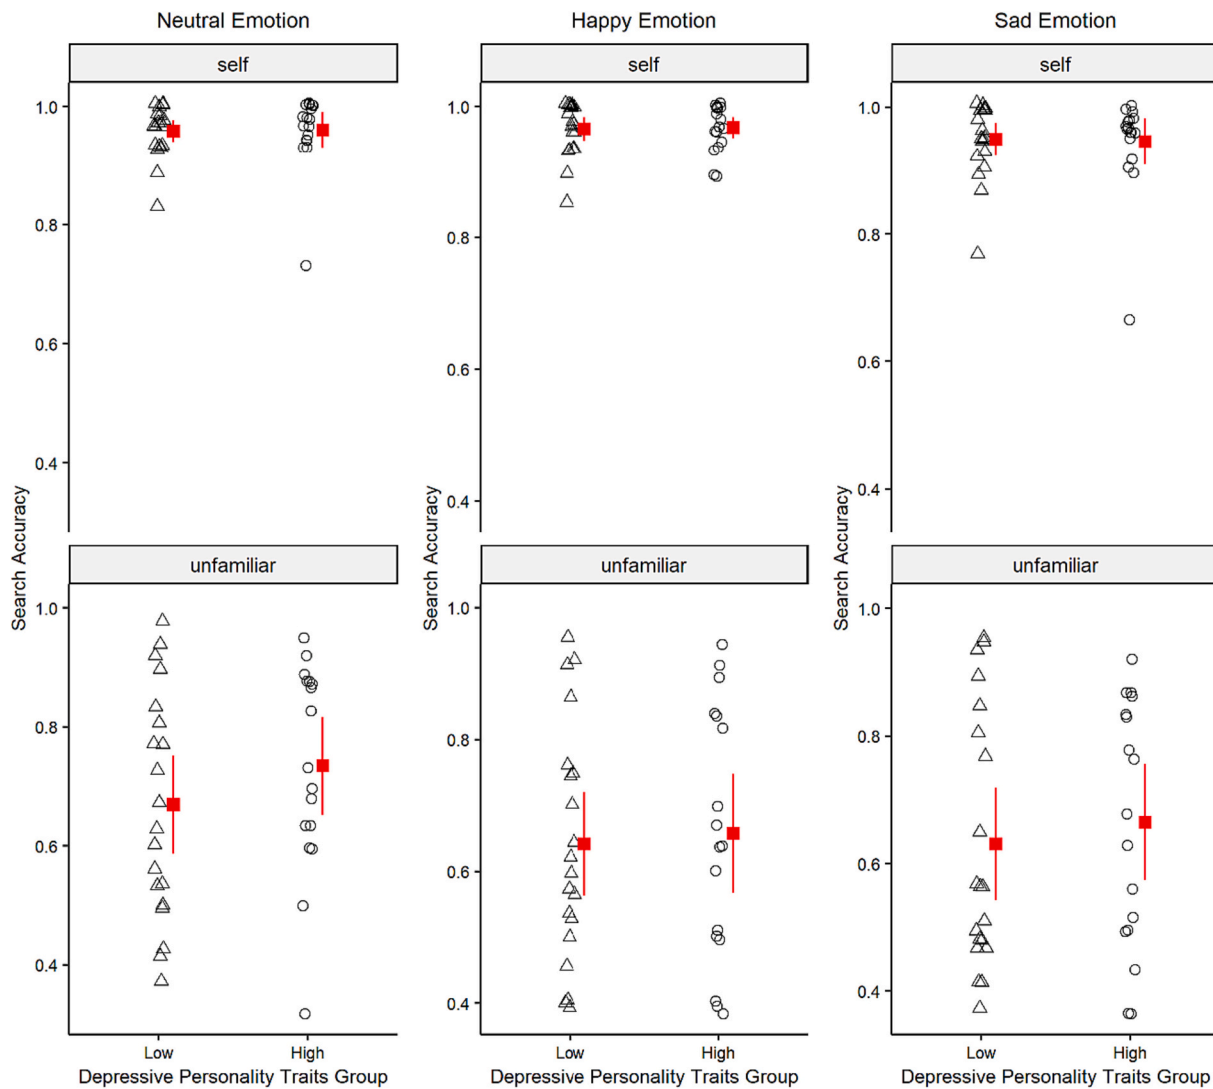 Neutral Emotion
Happy Emotion
Sad Emotion
self
self
self
1.0
0.8
0.6
0.4
1.0
0.8
0.6
0.4
1.0
0.8
0.6
0.4
Search Accuracy
Search Accuracy
Search Accuracy
unfamiliar
unfamiliar
unfamiliar
1.0
0.8
0.6
0.4
1.0
0.8
0.6
0.4
1.0
0.8
0.6
0.4
Low
High
Low
High
Low
High
Depressive Personality Traits Group
Depressive Personality Traits Group
Depressive Personality Traits Group